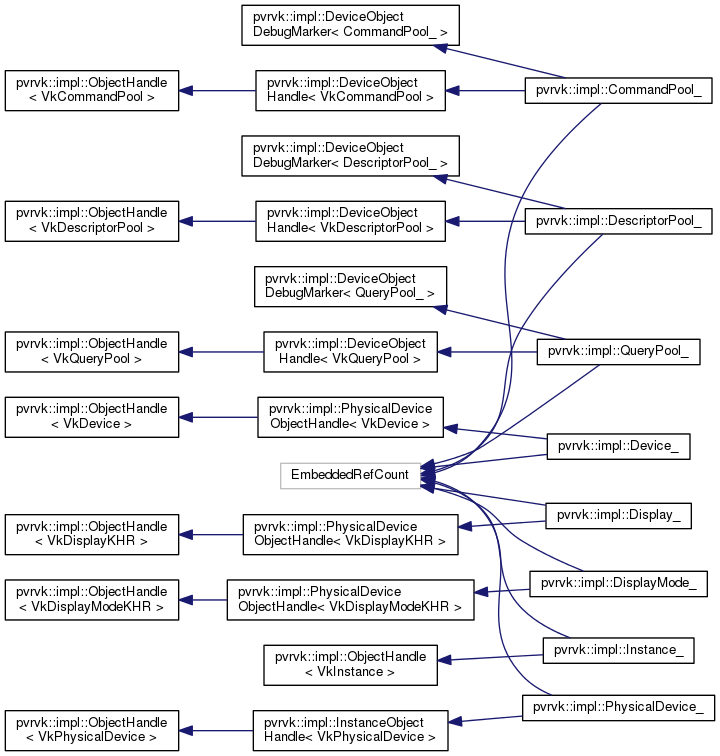 pvrvk::impl::DeviceObject
DebugMarker< CommandPool_ >
pvrvk::impl::ObjectHandle
< VkCommandPool >
pvrvk::impl::DeviceObject
Handle< VkCommandPool >
pvrvk::impl::CommandPool_
pvrvk::impl::DeviceObject
DebugMarker< DescriptorPool_ >
pvrvk::impl::ObjectHandle
< VkDescriptorPool >
pvrvk::impl::DeviceObject
Handle< VkDescriptorPool >
pvrvk::impl::DescriptorPool_
pvrvk::impl::DeviceObject
DebugMarker< QueryPool_ >
pvrvk::impl::ObjectHandle
< VkQueryPool >
pvrvk::impl::DeviceObject
Handle< VkQueryPool >
pvrvk::impl::QueryPool_
pvrvk::impl::ObjectHandle
< VkDevice >
pvrvk::impl::PhysicalDevice
ObjectHandle< VkDevice >
pvrvk::impl::Device_
EmbeddedRefCount
pvrvk::impl::Display_
pvrvk::impl::ObjectHandle
< VkDisplayKHR >
pvrvk::impl::PhysicalDevice
ObjectHandle< VkDisplayKHR >
pvrvk::impl::ObjectHandle
< VkDisplayModeKHR >
pvrvk::impl::PhysicalDevice
ObjectHandle< VkDisplayModeKHR >
pvrvk::impl::DisplayMode_
pvrvk::impl::ObjectHandle
< VkInstance >
pvrvk::impl::Instance_
pvrvk::impl::ObjectHandle
< VkPhysicalDevice >
pvrvk::impl::InstanceObject
Handle< VkPhysicalDevice >
pvrvk::impl::PhysicalDevice_